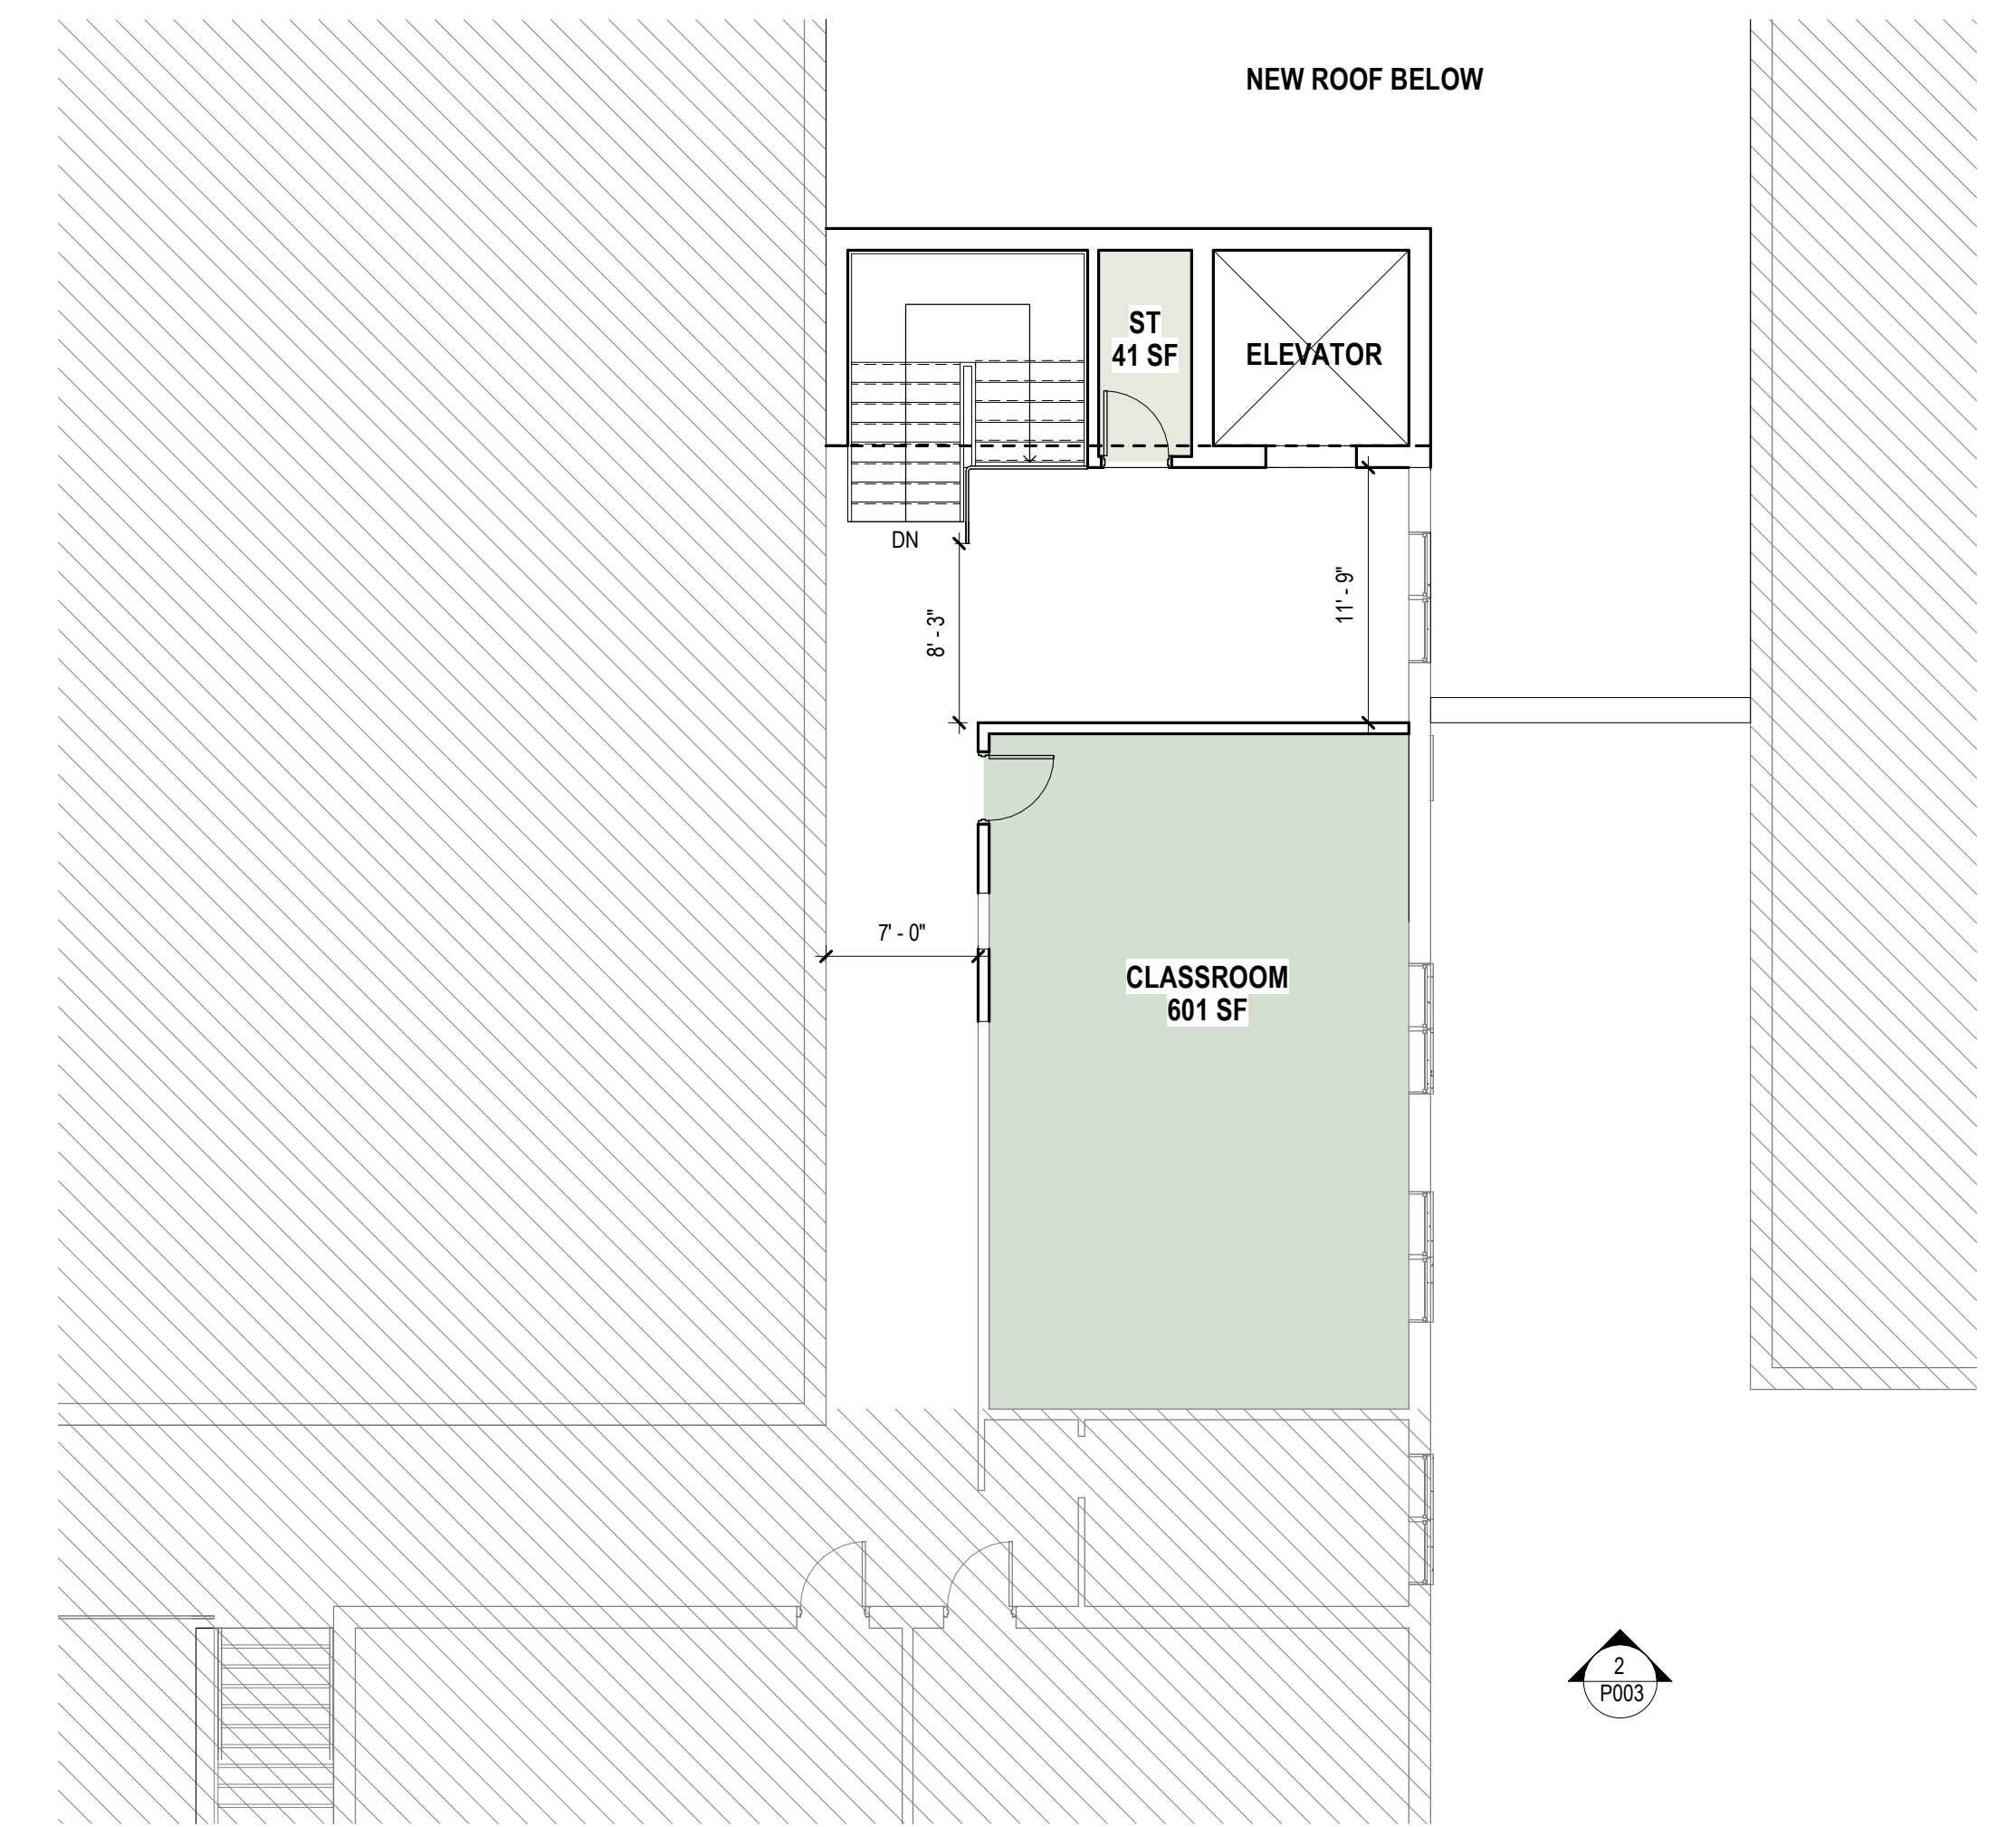 NEW ROOF BELOW
ST
41 SF
ELEVATOR
DN
8' - 3"
11' - 9"
7' - 0"
CLASSROOM
601 SF
2
P003